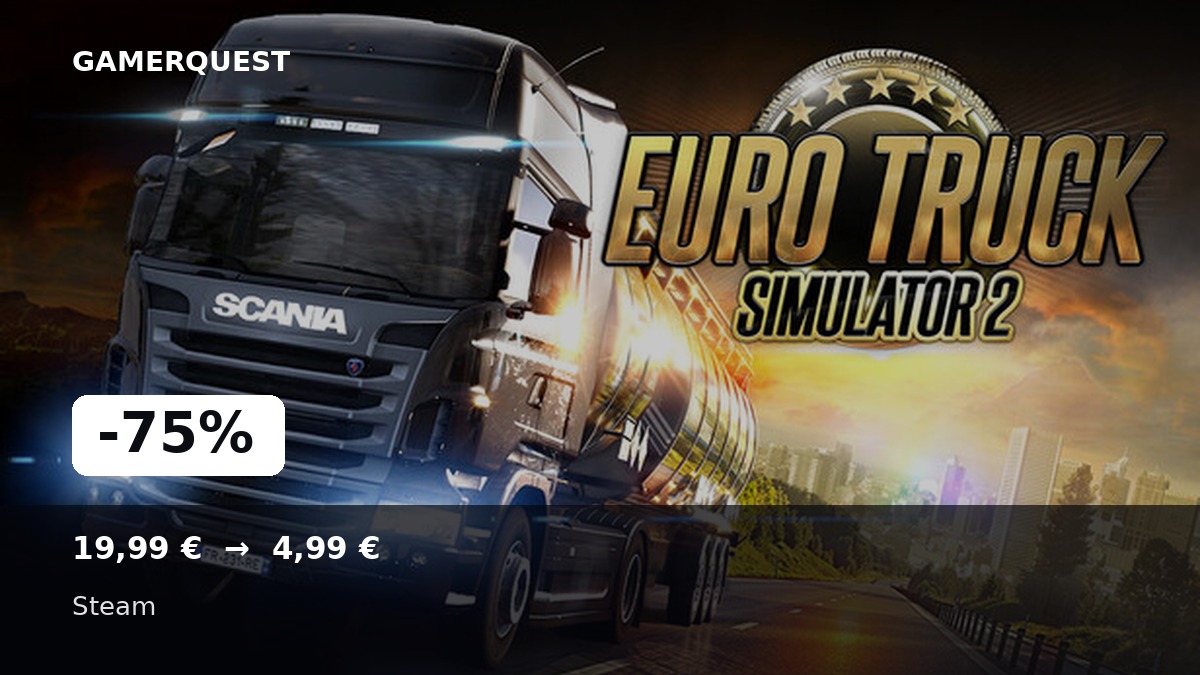 GAMERQUEST
EURO TRUCK
SIMULATOR 2
SCANIA
-75%
19,99 € → 4,99 €
Steam